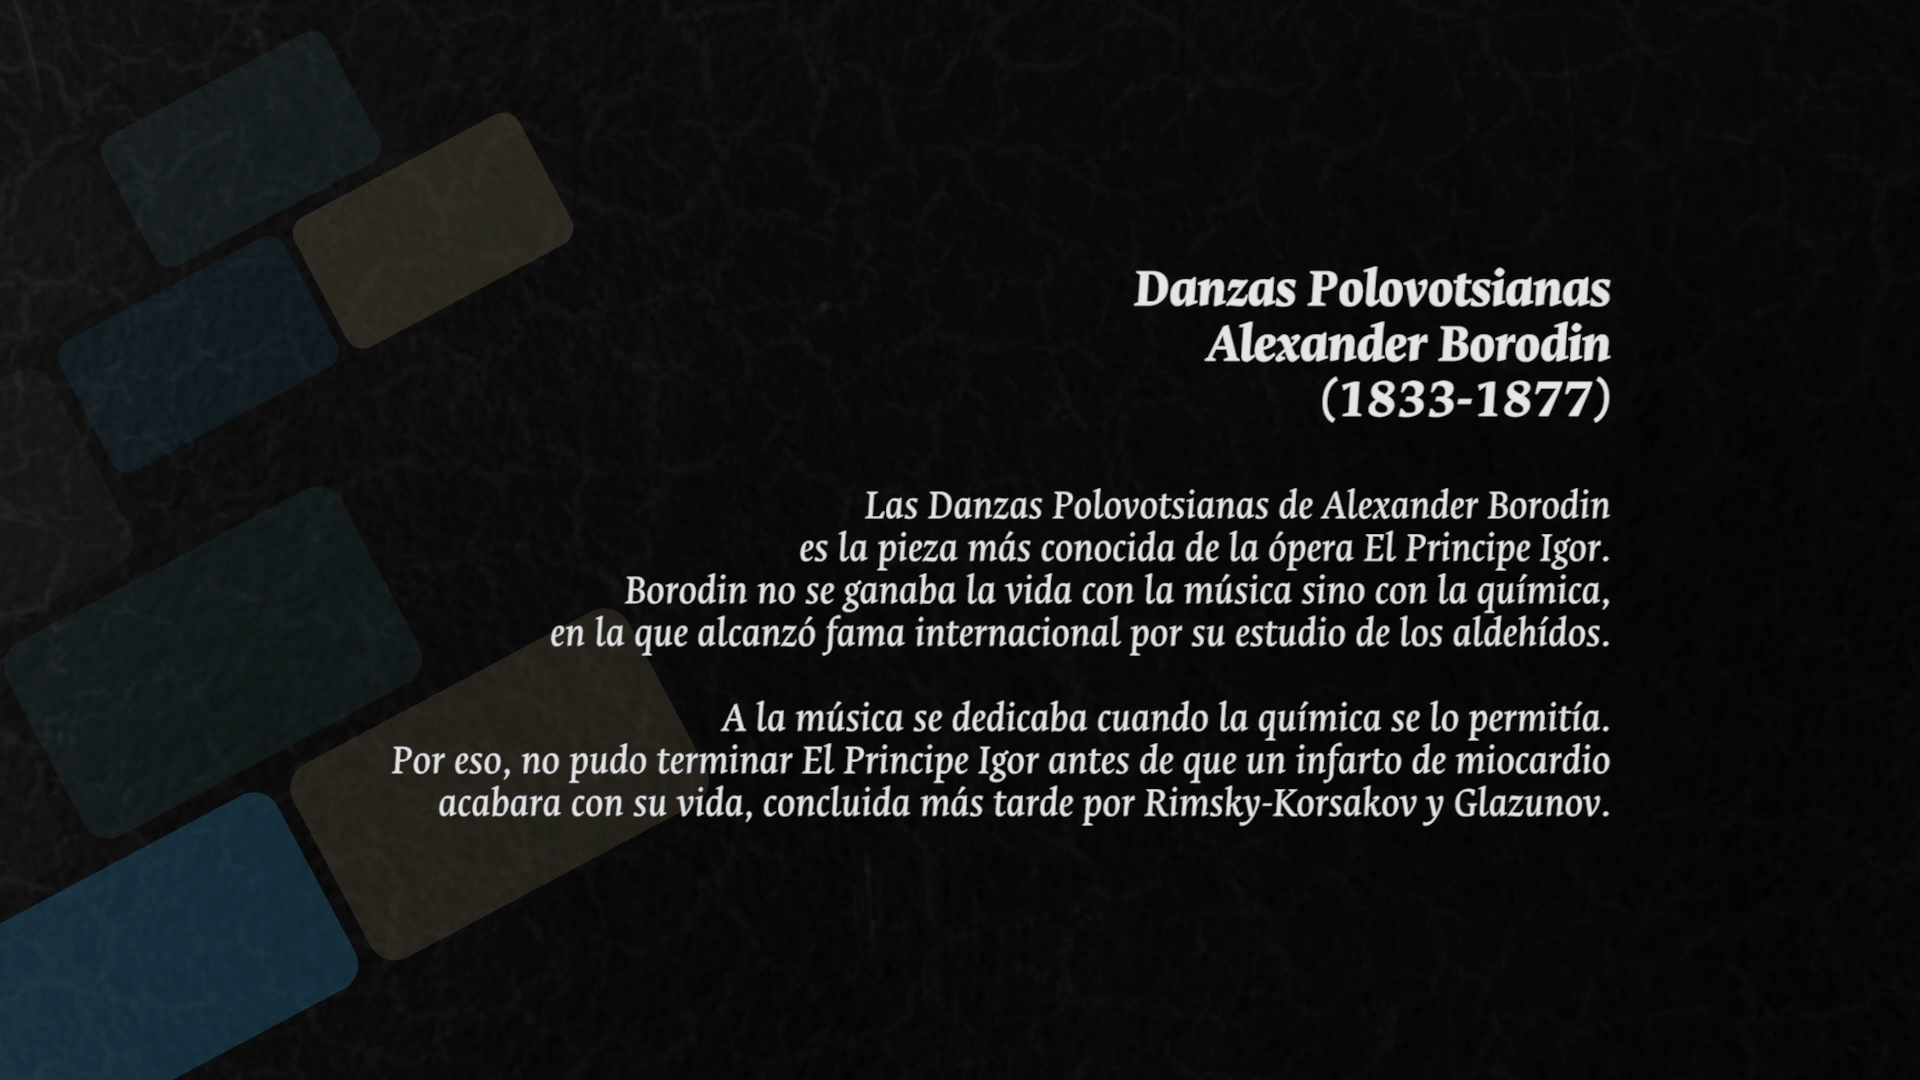 Danzas Polovotsianas
Alexander Borodin
(1833-1877)
Las Danzas Polovotsianas de Alexander Borodin
es la pieza más conocida de la ópera El Principe Igor.
Borodin no se ganaba la vida con la música sino con la química,
en la que alcanzó fama internacional por su estudio de los aldehídos.
A la música se dedicaba cuando la química se lo permitía.
Por eso, no pudo terminar El Principe Igor antes de que un infarto de miocardio
acabara con su vida, concluida más tarde por Rimsky-Korsakov y Glazunov.